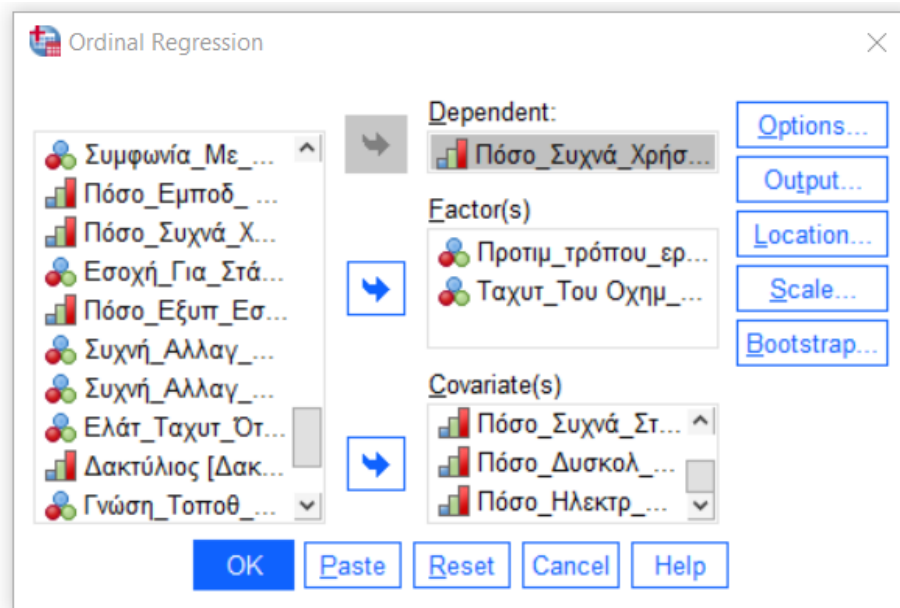 Ordinal Regression
Συμφωνία_Με_...
Πόσο_Εμποδ_ ...
Πόσο_Συχνά_Χ...
Εσοχή_Για_Στά...
Πόσο_Εξυπ_Εσ...
Συχνή_Αλλαγ_...
Συχνή_Αλλαγ_...
Ελάτ_Ταχυτ_Ότ...
Δακτύλιος [Δακ...
Γνώση_Τοποθ_...
Dependent:
Πόσο_Συχνά_Χρήσ...
Factor(s)
Προτιμ_τρόπου_ερ...
Ταχυτ_Του Οχημ_...
Covariate(s)
Πόσο_Συχνά_Στ...
Πόσο_Δυσκολ_...
Πόσο_Ηλεκτρ_...
Options...
Output...
Location...
Scale...
Bootstrap...
OK
Paste
Reset
Cancel
Help